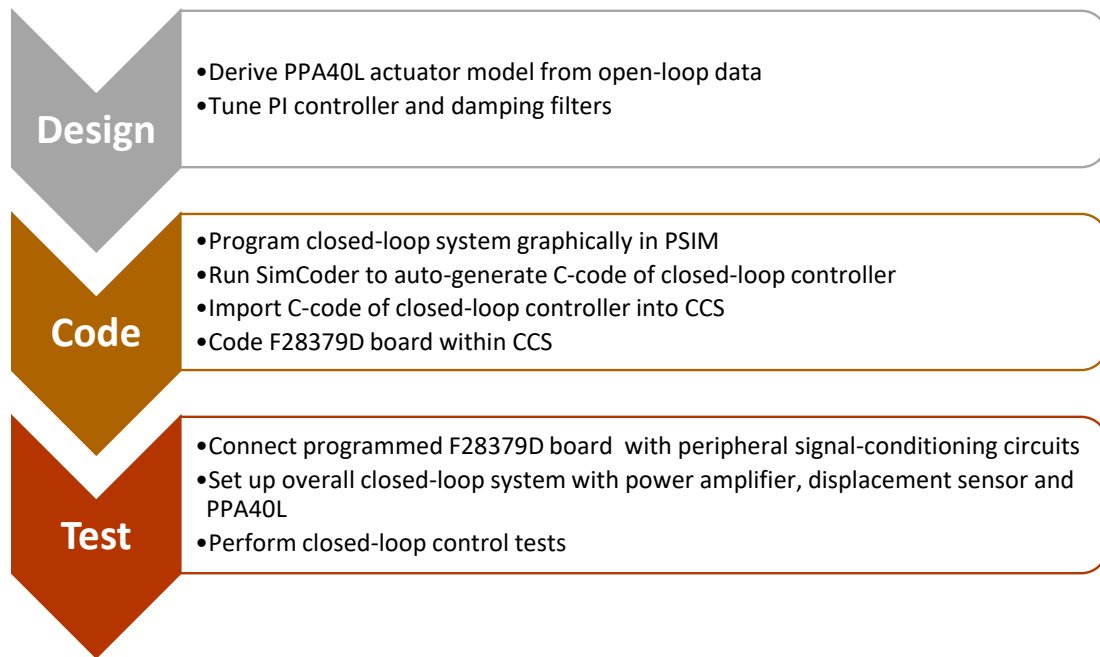 Design
•Derive PPA40L actuator model from open-loop data
•Tune PI controller and damping filters
Code
•Program closed-loop system graphically in PSIM
•Run SimCoder to auto-generate C-code of closed-loop controller
•Import C-code of closed-loop controller into CCS
•Code F28379D board within CCS
Test
•Connect programmed F28379D board with peripheral signal-conditioning circuits
•Set up overall closed-loop system with power amplifier, displacement sensor and
PPA40L
•Perform closed-loop control tests